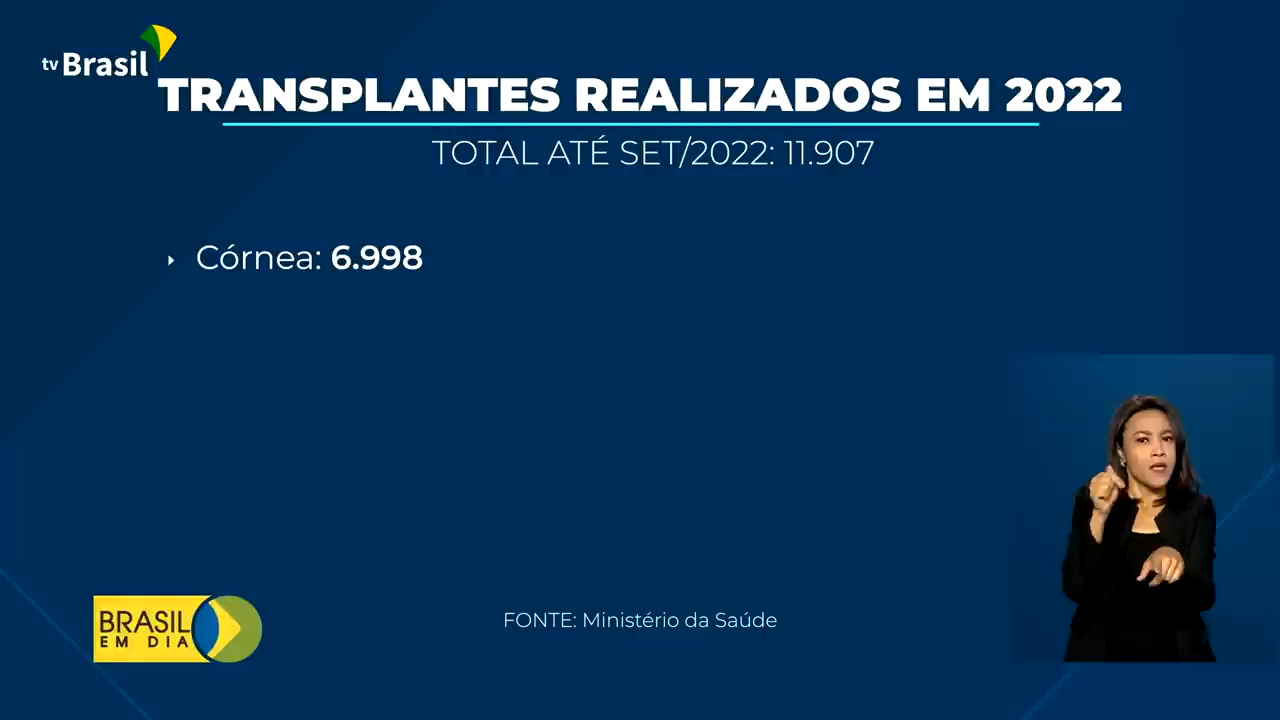 tv Brasil
TRANSPLANTES REALIZADOS EM 2022
TOTAL ATÉ SET/2022: 11.907
Córnea: 6.998
BRASIL
EM DIA
FONTE: Ministério da Saúde